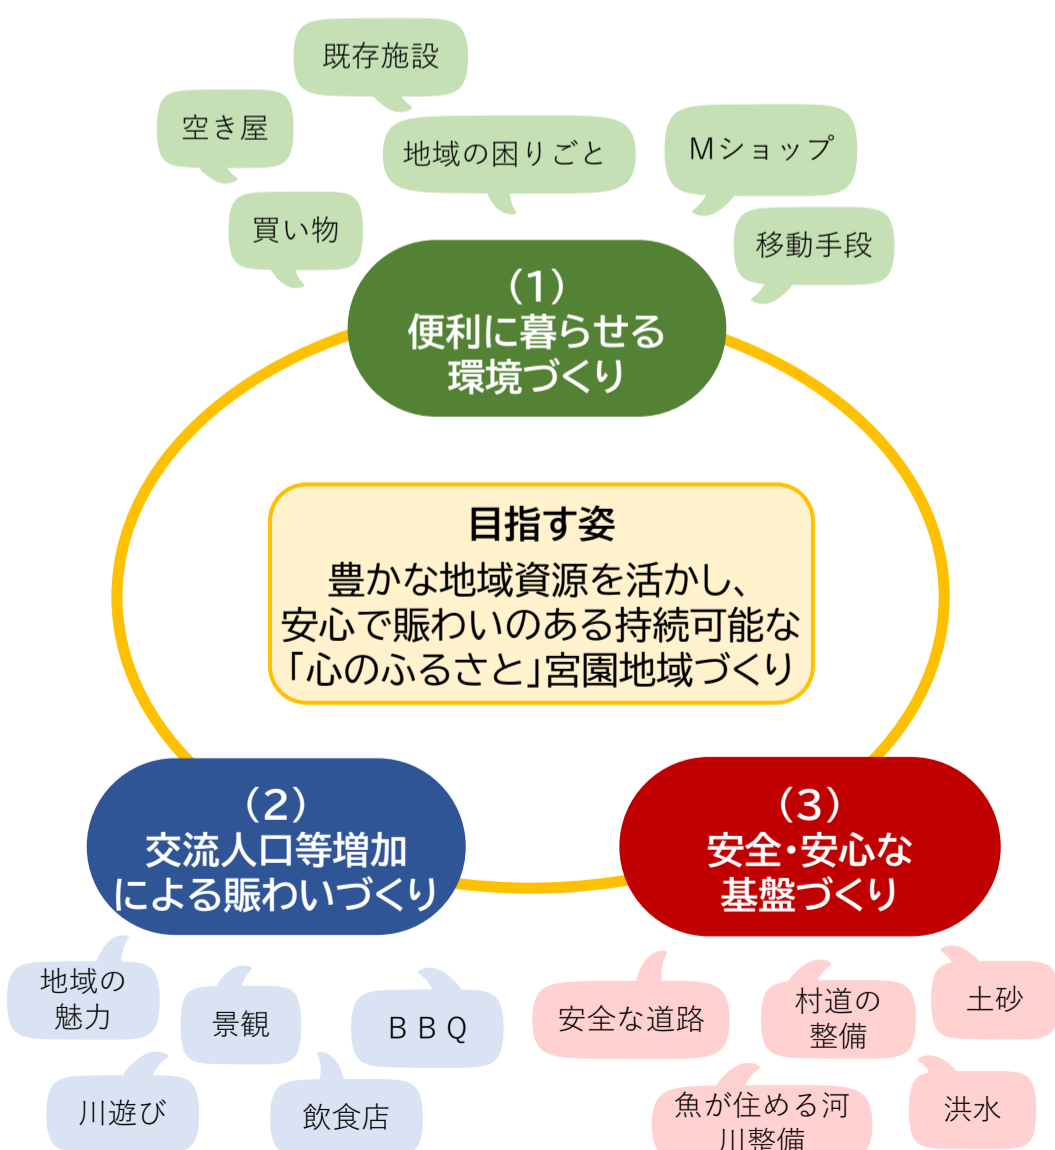 既存施設
空き屋
地域の困りごと
Mショップ
買い物
移動手段
（1）
便利に暮らせる
環境づくり
目指す姿
豊かな地域資源を活かし、
安心で賑わいのある持続可能な
「心のふるさと」宮園地域づくり
（2）
交流人口等増加
による賑わいづくり
（3）
安全・安心な
基盤づくり
地域の
魅力
景観
ＢＢＱ
川遊び
飲食店
安全な道路
村道の
整備
土砂
魚が住める河
川整備
洪水